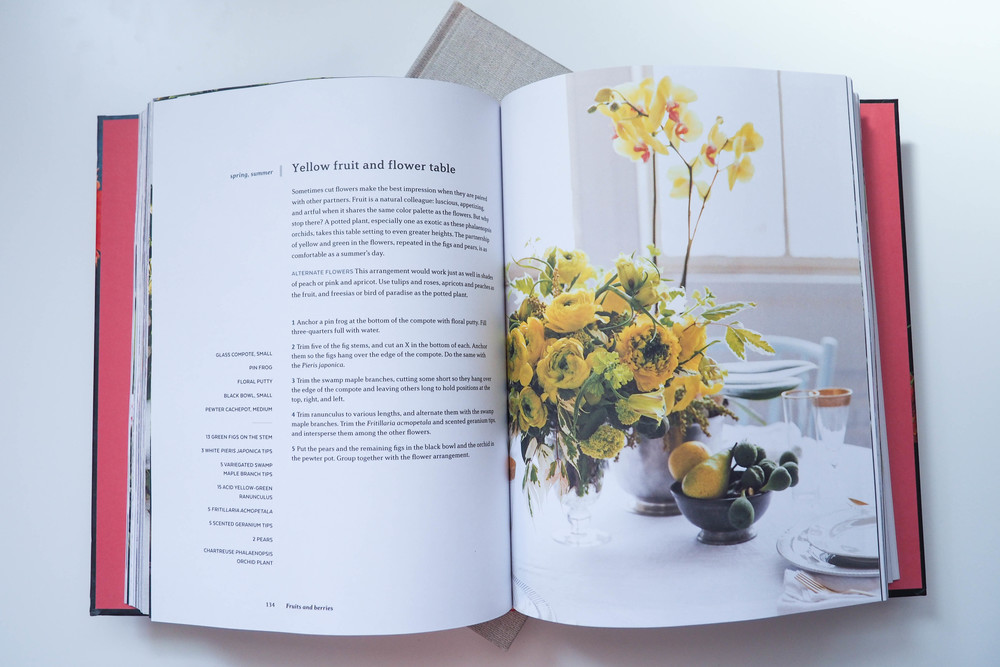 Yellow fruit and flower table
spring, summer
Sometimes cut flowers make the best impression when they are paired
with other partners. Fruit is a natural colleague: luscious, appetizing,
and artful when it shares the same color palette as the flowers. But why
stop there? A potted plant, especially one as exotic as these phalaenopsis
orchids, takes this table setting to even greater heights. The partnership
of yellow and green in the flowers, repeated in the figs and pears, is as
comfortable as a summer's day.
ALTERNATE FLOWERS This arrangement would work just as well in shades
of peach or pink and apricot. Use tulips and roses, apricots and peaches as
the fruit, and freesias or bird of paradise as the potted plant.
1 Anchor a pin frog at the bottom of the compote with floral putty. Fill
three-quarters full with water.
2 Trim five of the fig stems, and cut an X in the bottom of each. Anchor
them so the figs hang over the edge of the compote. Do the same with
the Pieris japonica.
3 Trim the swamp maple branches, cutting some short so they hang over
the edge of the compote and leaving others long to hold positions at the
top, right, and left.
4 Trim ranunculus to various lengths, and alternate them with the swamp
maple branches. Trim the Fritillaria acmopetala and scented geranium tips,
and intersperse them among the other flowers.
5 Put the pears and the remaining figs in the black bowl and the orchid in
the pewter pot. Group together with the flower arrangement.
GLASS COMPOTE, SMALL
PIN FROG
FLORAL PUTTY
BLACK BOWL, SMALL
PEWTER CACHEPOT, MEDIUM
13 GREEN FIGS ON THE STEM
3 WHITE PIERIS JAPONICA TIPS
5 VARIEGATED SWAMP
MAPLE BRANCH TIPS
15 ACID YELLOW-GREEN
RANUNCULUS
5 FRITILLARIA ACMOPETALA
5 SCENTED GERANIUM TIPS
2 PEARS
CHARTREUSE PHALAENOPSIS
ORCHID PLANT
134 Fruits and berries